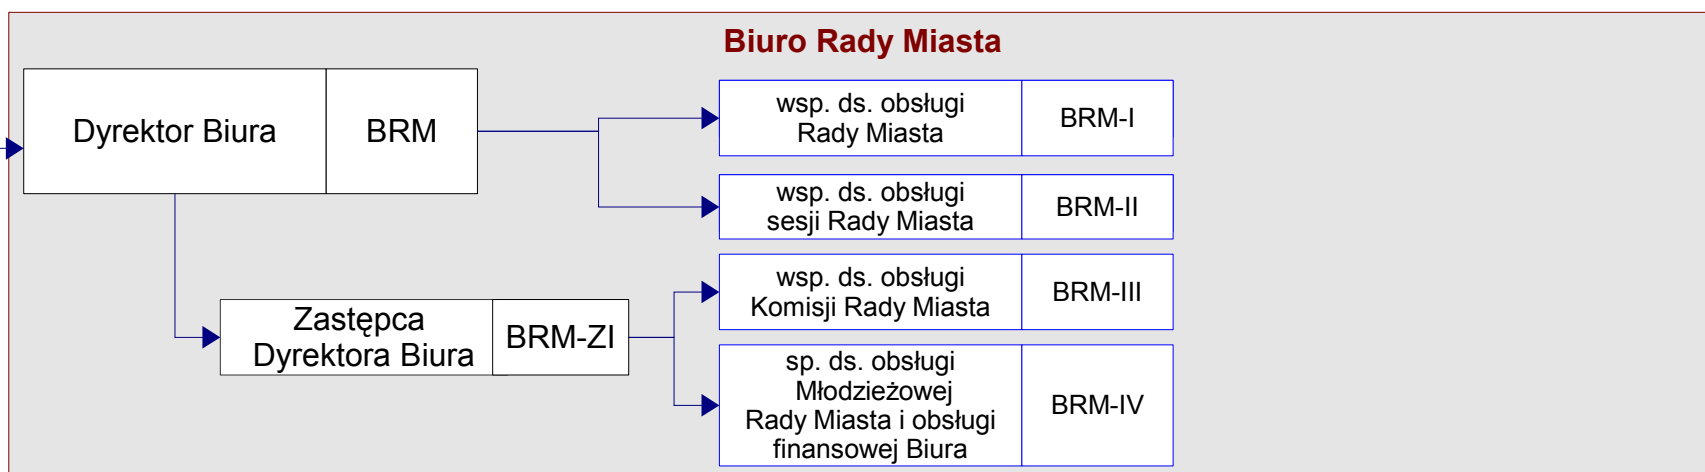 Biuro Rady Miasta
Dyrektor Biura
BRM
wsp. ds. obsługi
Rady Miasta
BRM-I
wsp. ds. obsługi
sesji Rady Miasta
BRM-II
wsp. ds. obsługi
Komisji Rady Miasta
BRM-III
Zastępca
Dyrektora Biura
BRM-ZI
sp. ds. obsługi
Młodzieżowej
Rady Miasta i obsługi
finansowej Biura
BRM-IV